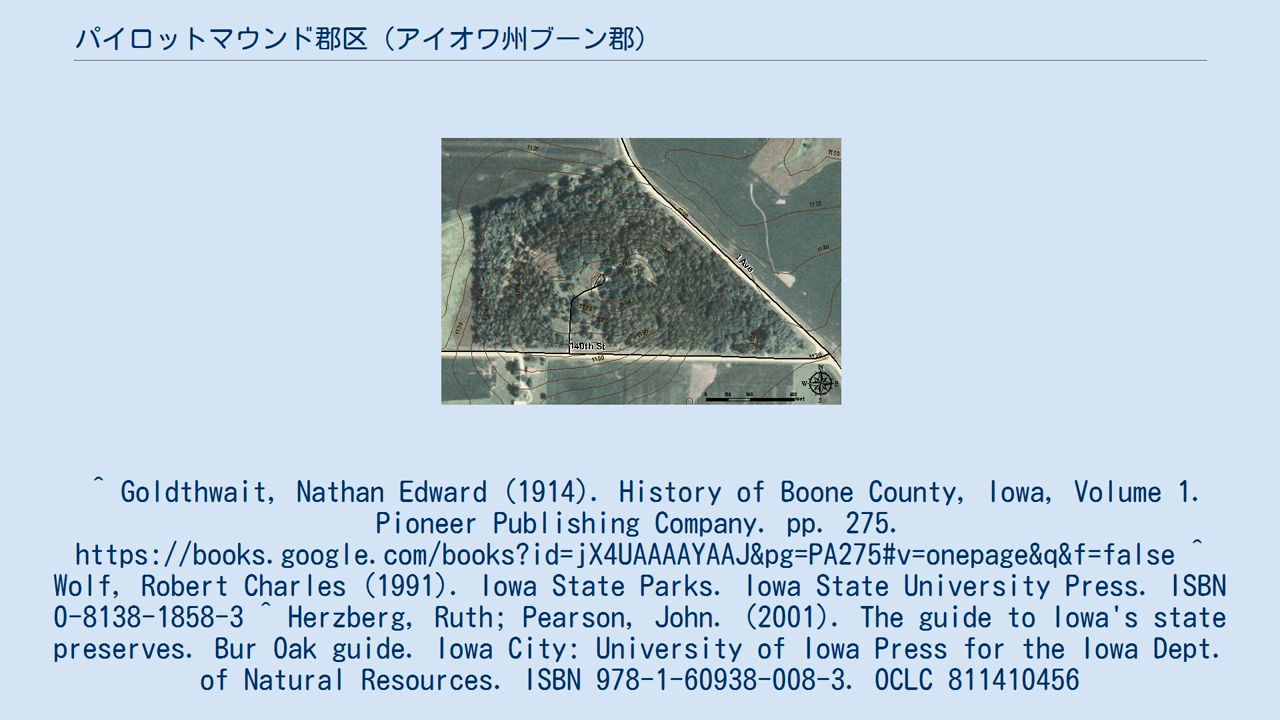 パイロットマウンド郡区（アイオワ州ブーン郡）
1 Ave
140th St
N
W
E
S
^ Goldthwait, Nathan Edward (1914). History of Boone County, Iowa, Volume 1.
Pioneer Publishing Company. pp. 275.
https://books.google.com/books?id=jX4UAAAAYAAJ&pg=PA275#v=onepage&q&f=false ^
Wolf, Robert Charles (1991). Iowa State Parks. Iowa State University Press. ISBN
0-8138-1858-3 ^ Herzberg, Ruth; Pearson, John. (2001). The guide to Iowa's state
preserves. Bur Oak guide. Iowa City: University of Iowa Press for the Iowa Dept.
of Natural Resources. ISBN 978-1-60938-008-3. OCLC 811410456